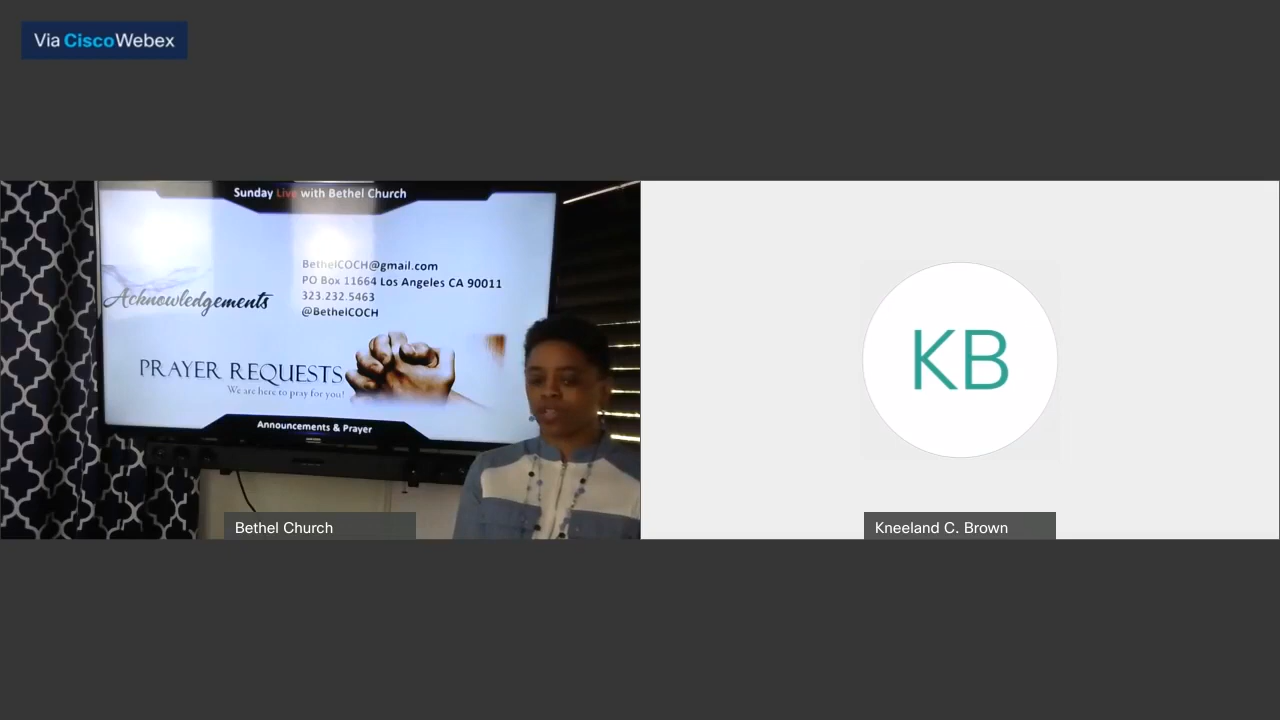 Via CiscoWebex
Sunday Live with Bethel Church
BethelCOCH@gmail.com
PO Box 11664 Los Angeles CA 90011
323.232.5463
@BethelCOCH
Acknowledgements
PRAYER REQUESTS
We are here to pray for you!
Announcements & Prayer
Bethel Church
KB
Kneeland C. Brown